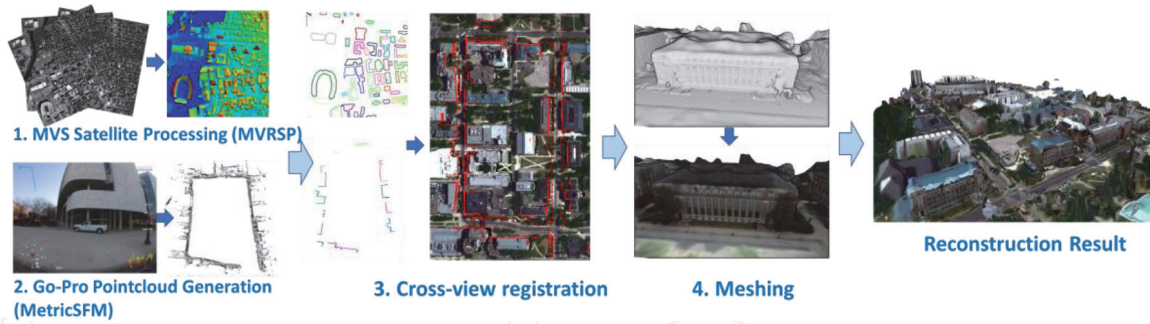 1. MVS Satellite Processing (MVRSP)
2. Go-Pro Pointcloud Generation
(MetricSFM)
3. Cross-view registration
4. Meshing
Reconstruction Result